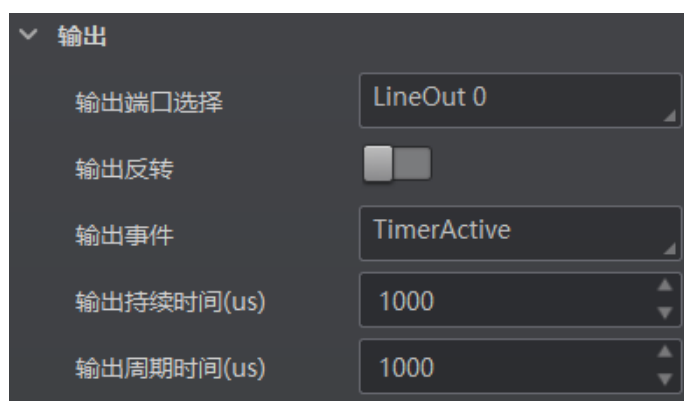 输出
输出端口选择 LineOut 0
输出反转
输出事件 TimerActive
输出持续时间(us) 1000
输出周期时间(us) 1000